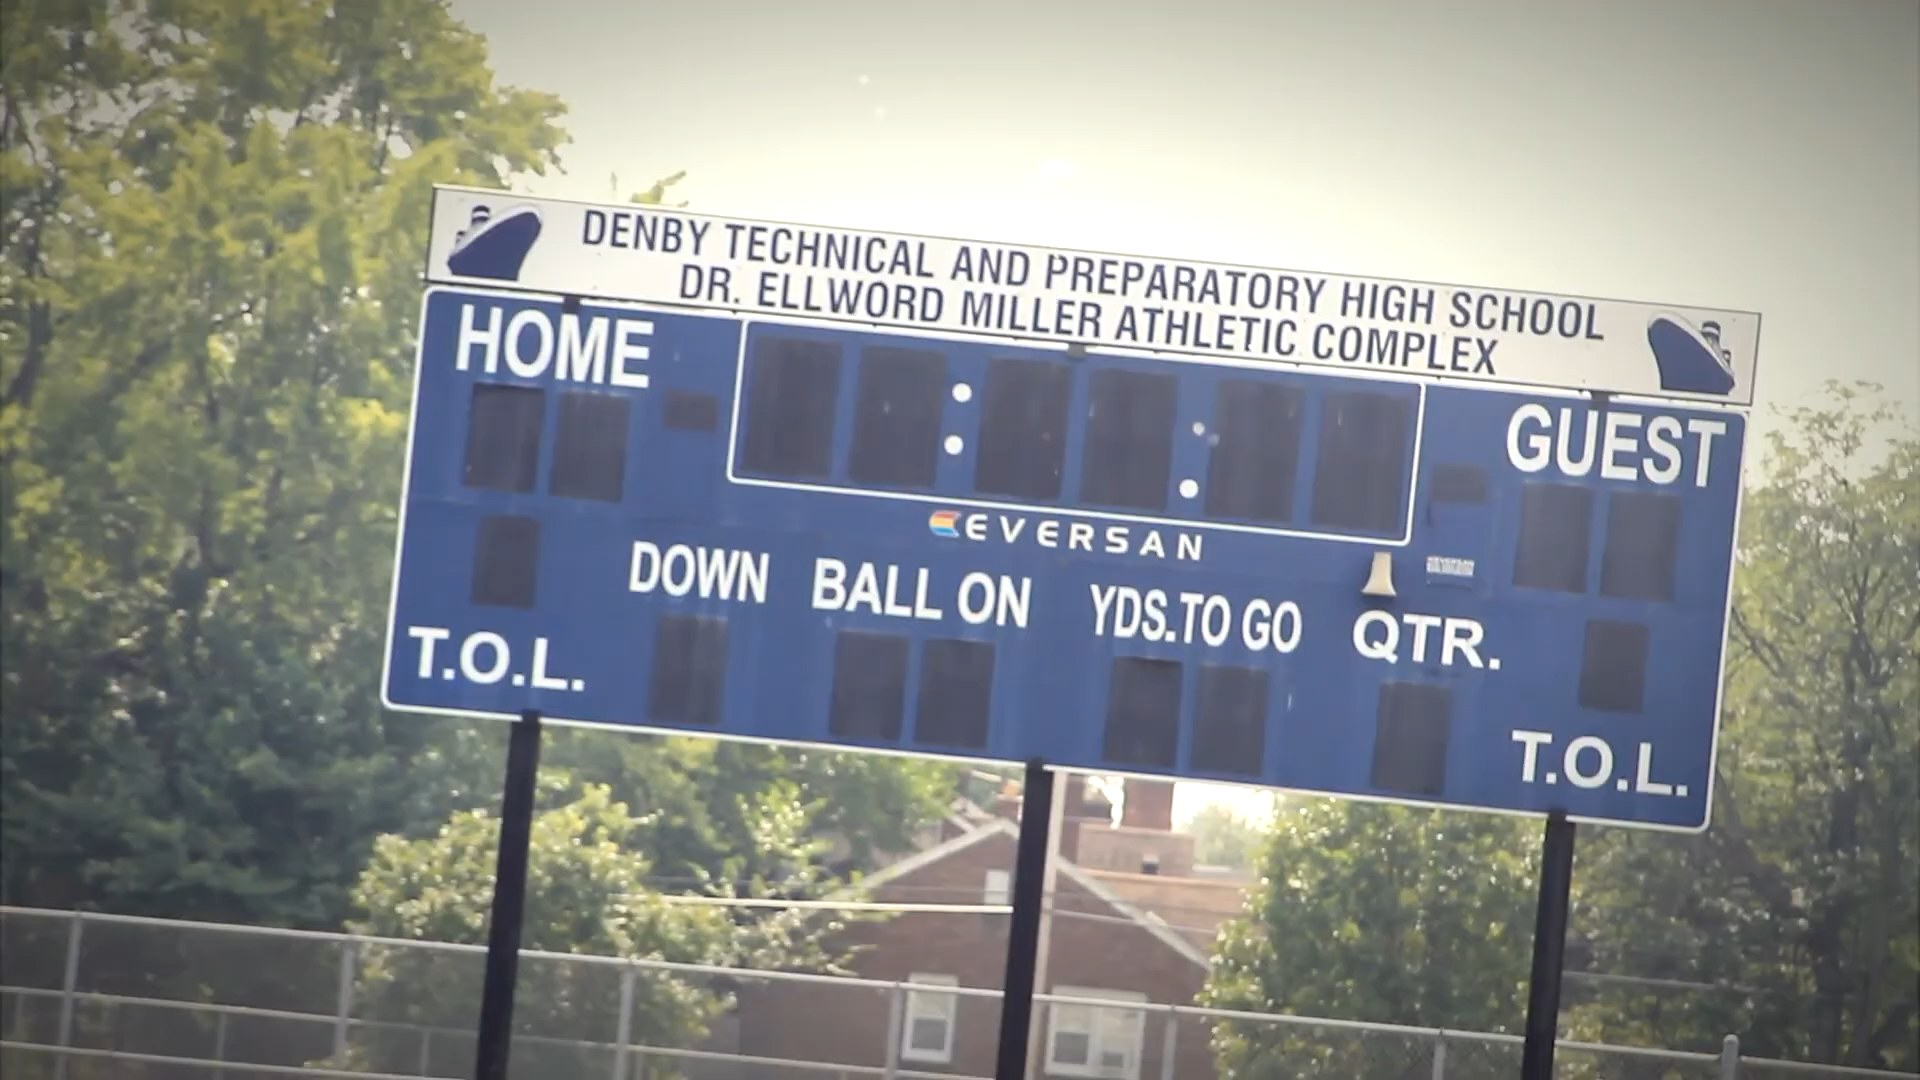 DENBY TECHNICAL AND PREPARATORY HIGH SCHOOL
DR. ELLWORD MILLER ATHLETIC COMPLEX
HOME
GUEST
EVERSAN
DOWN BALL ON YDS.TO GO QTR.
T.O.L.
T.O.L.